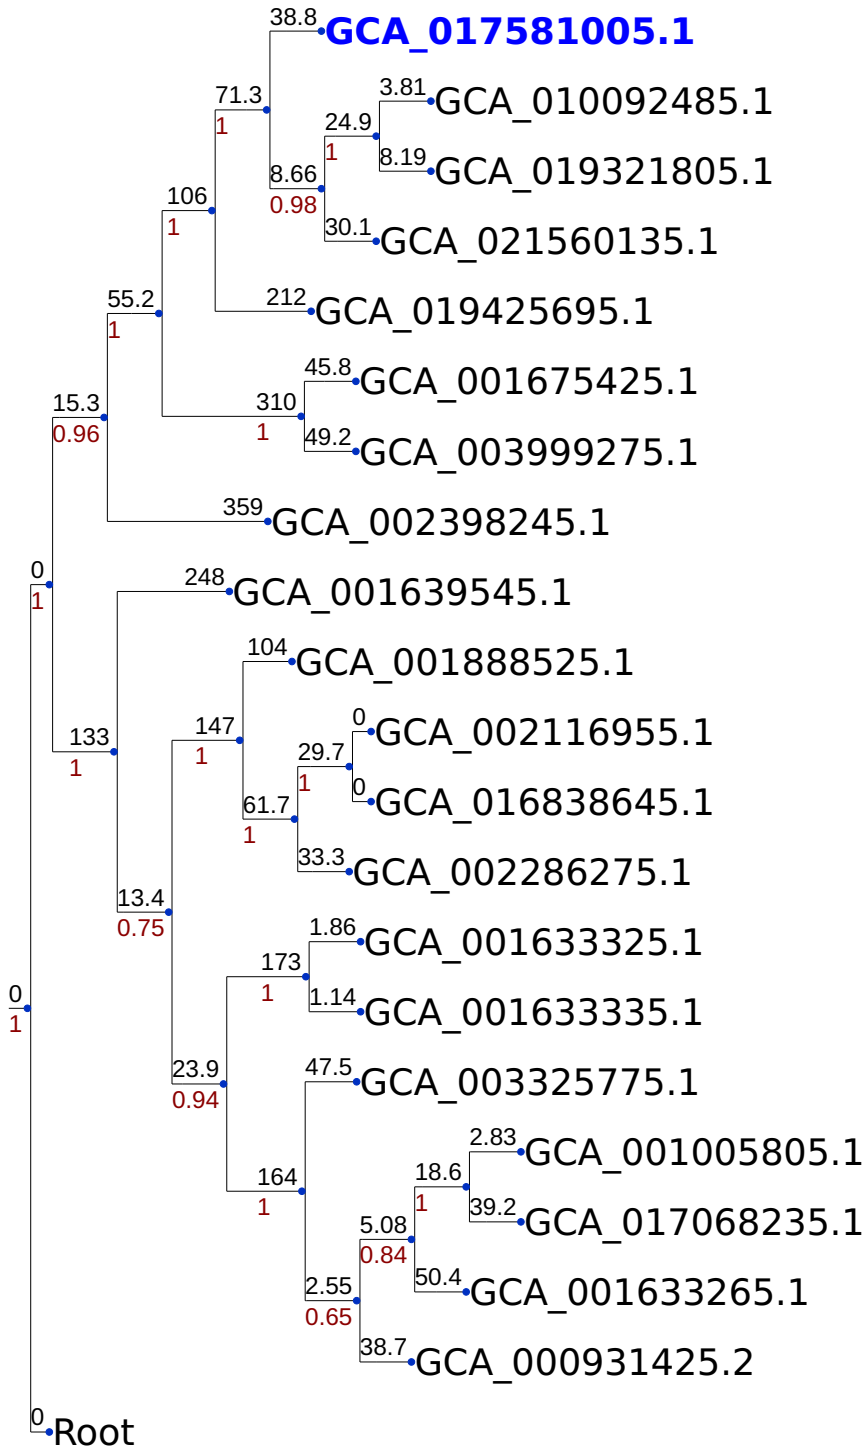 38.8
GCA_017581005.1
71.3
1
3.81
GCA_010092485.1
24.9
1
8.19
GCA_019321805.1
8.66
0.98
106
1
30.1
GCA_021560135.1
55.2
1
212
GCA_019425695.1
45.8
GCA_001675425.1
15.3
0.96
310
1
49.2
GCA_003999275.1
359
GCA_002398245.1
0
1
248
GCA_001639545.1
104
GCA_001888525.1
133
1
147
1
0
GCA_002116955.1
29.7
1
0
GCA_016838645.1
61.7
1
33.3
GCA_002286275.1
13.4
0.75
1.86
GCA_001633325.1
173
1
0
1
1.14
GCA_001633335.1
23.9
0.94
47.5
GCA_003325775.1
2.83
GCA_001005805.1
164
1
18.6
1
39.2
GCA_017068235.1
5.08
0.84
2.55
0.65
50.4
GCA_001633265.1
38.7
GCA_000931425.2
0
Root